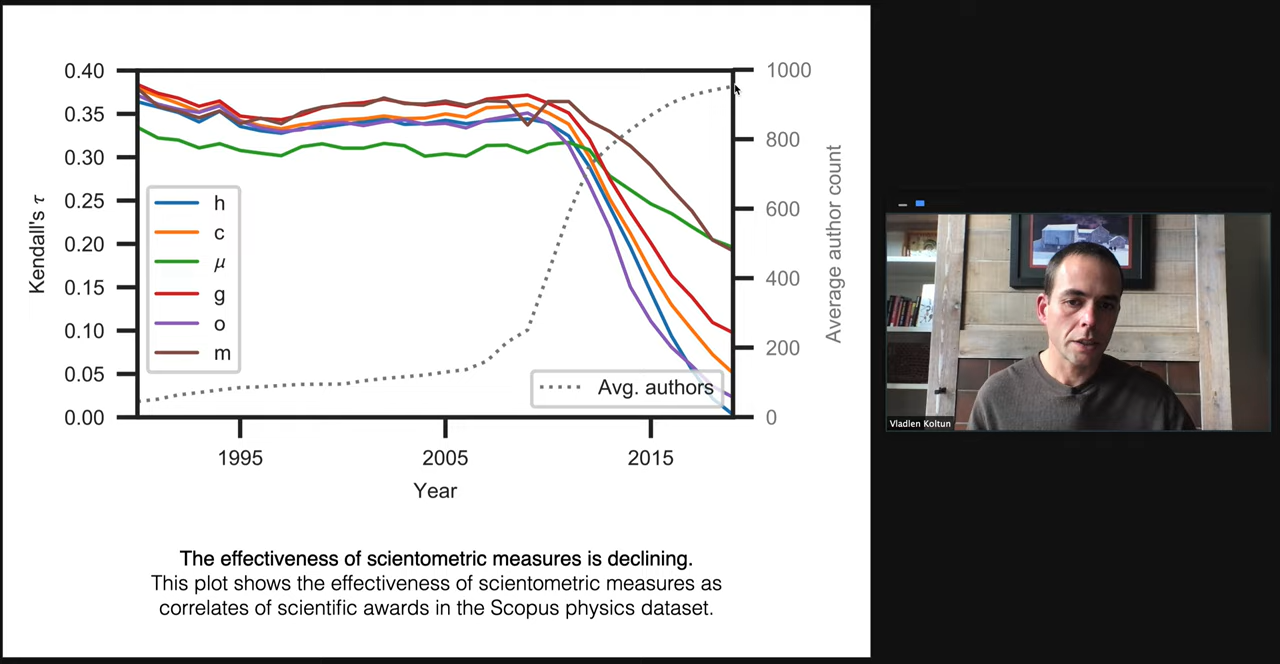 0.40
0.35
0.30
0.25
0.20
0.15
0.10
0.05
0.00
Kendall's τ
h
c
μ
g
o
m
1995
2005
2015
Year
Avg. authors
1000
800
600
400
200
0
Average author count
The effectiveness of scientometric measures is declining.
This plot shows the effectiveness of scientometric measures as
correlates of scientific awards in the Scopus physics dataset.
Vladlen Koltun